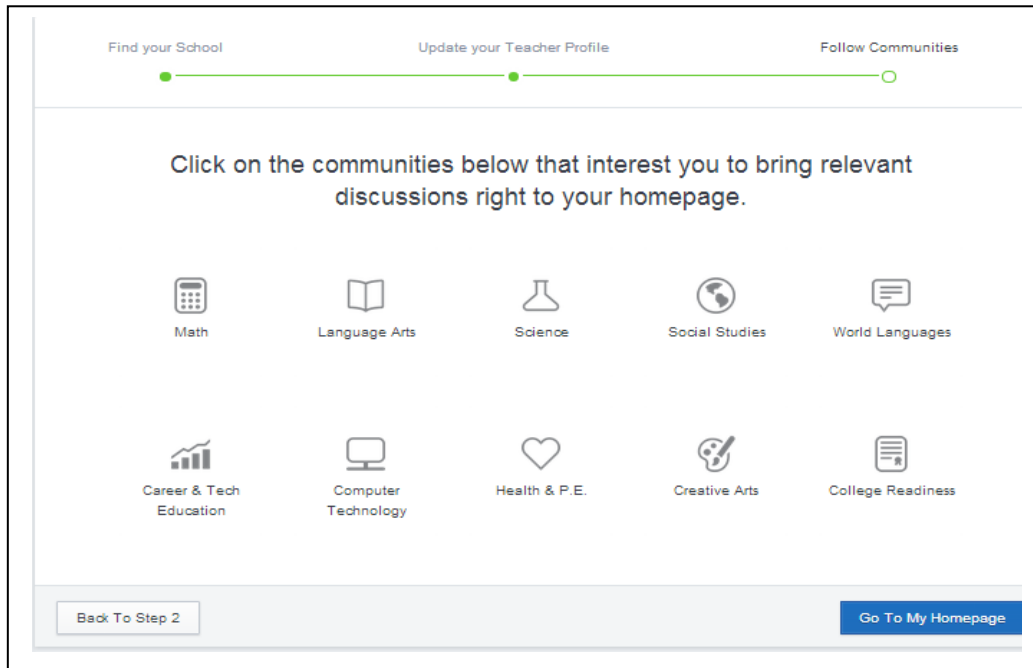 Find your School Update your Teacher Profile Follow Communities
Click on the communities below that interest you to bring relevant
discussions right to your homepage.
Math Language Arts Science Social Studies World Languages
Career & Tech Education Computer Technology Health & P.E. Creative Arts College Readiness
Back To Step 2 Go To My Homepage